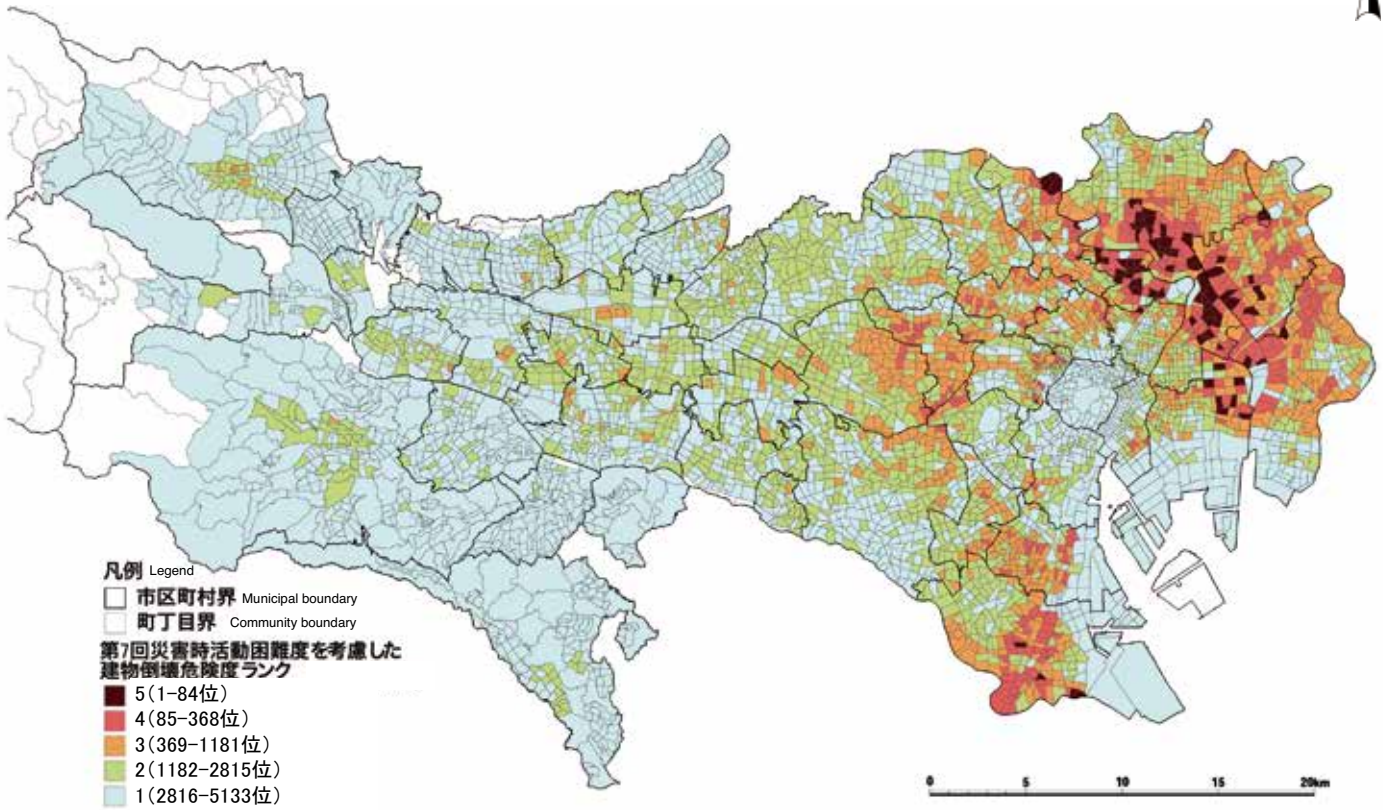 凡例 Legend
市区町村界 Municipal boundary
町丁目界 Community boundary
第7回災害時活動困難度を考慮した
建物倒壊危険度ランク
5(1-84位)
4(85-368位)
3(369-1181位)
2(1182-2815位)
1(2816-5133位)
0 5 10 15 20km